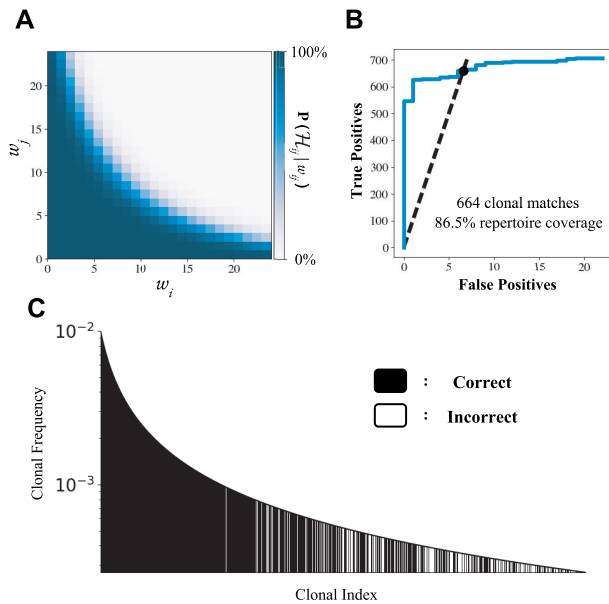 A
20
15
10
5
0
w_j
0
5
10
15
20
w_i
100%
P (ℋ_ij | w_ij)
0%
B
700
600
500
400
300
200
100
0
True Positives
664 clonal matches
86.5% repertoire coverage
0
5
10
15
20
False Positives
C
10⁻²
10⁻³
Clonal Frequency
: Correct
: Incorrect
Clonal Index